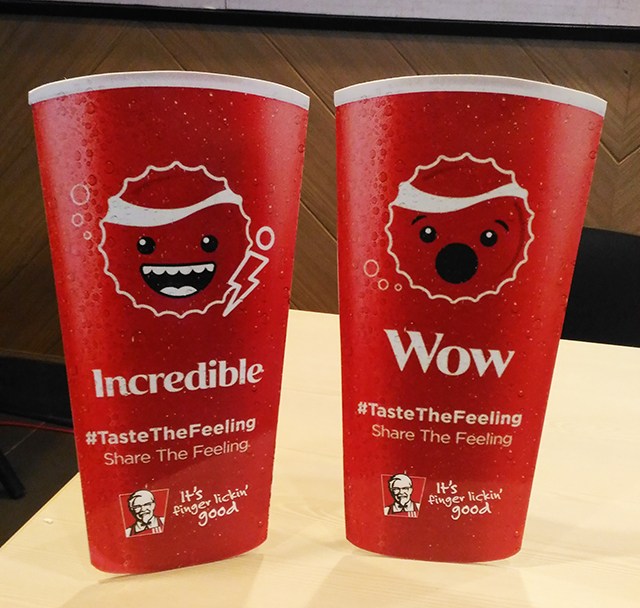 Incredible
#TasteTheFeeling
Share The Feeling
It's
finger lickin'
good
Wow
#TasteTheFeeling
Share The Feeling
It's
finger lickin'
good